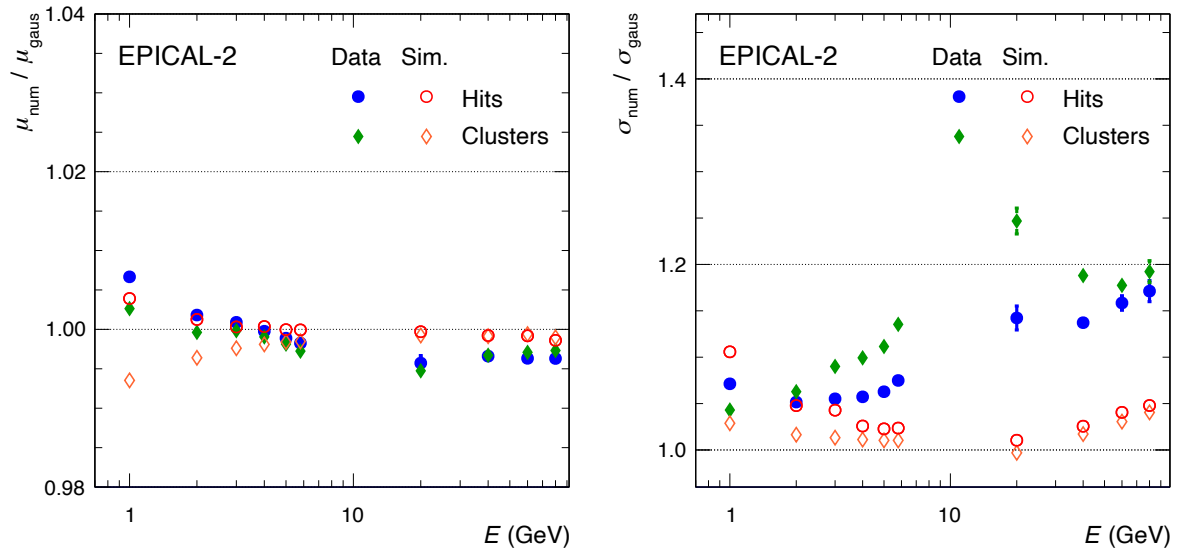 μnum / μgaus
1.04
1.02
1.00
0.98
EPICAL-2
Data Sim.
Hits
Clusters
1
10
E (GeV)
σnum / σgaus
1.4
1.2
1.0
EPICAL-2
Data Sim.
Hits
Clusters
1
10
E (GeV)